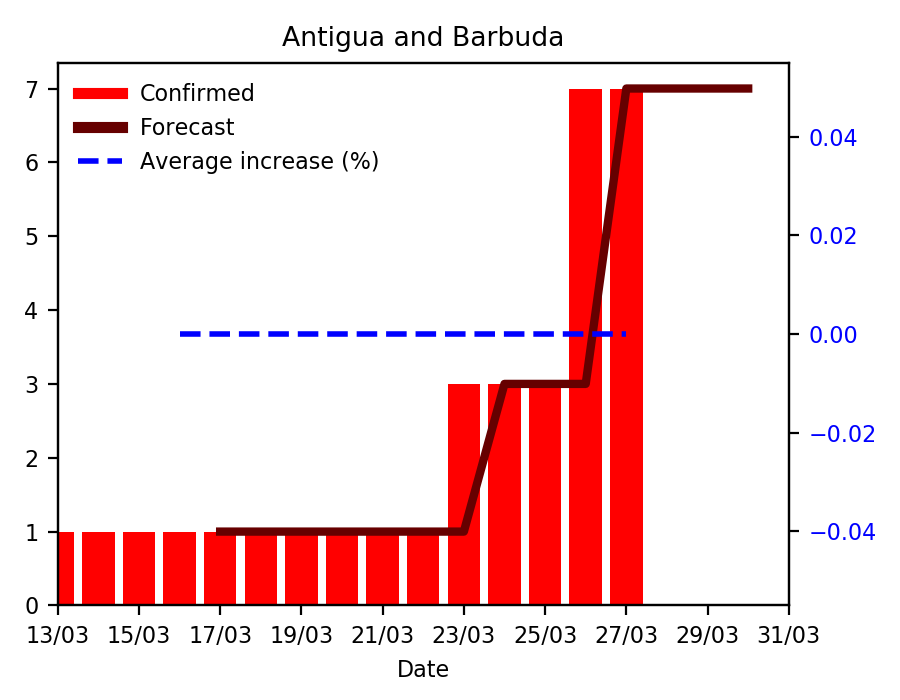 Antigua and Barbuda
Confirmed
Forecast
Average increase (%)
7
6
5
4
3
2
1
0
0.04
0.02
0.00
−0.02
−0.04
13/03 15/03 17/03 19/03 21/03 23/03 25/03 27/03 29/03 31/03
Date